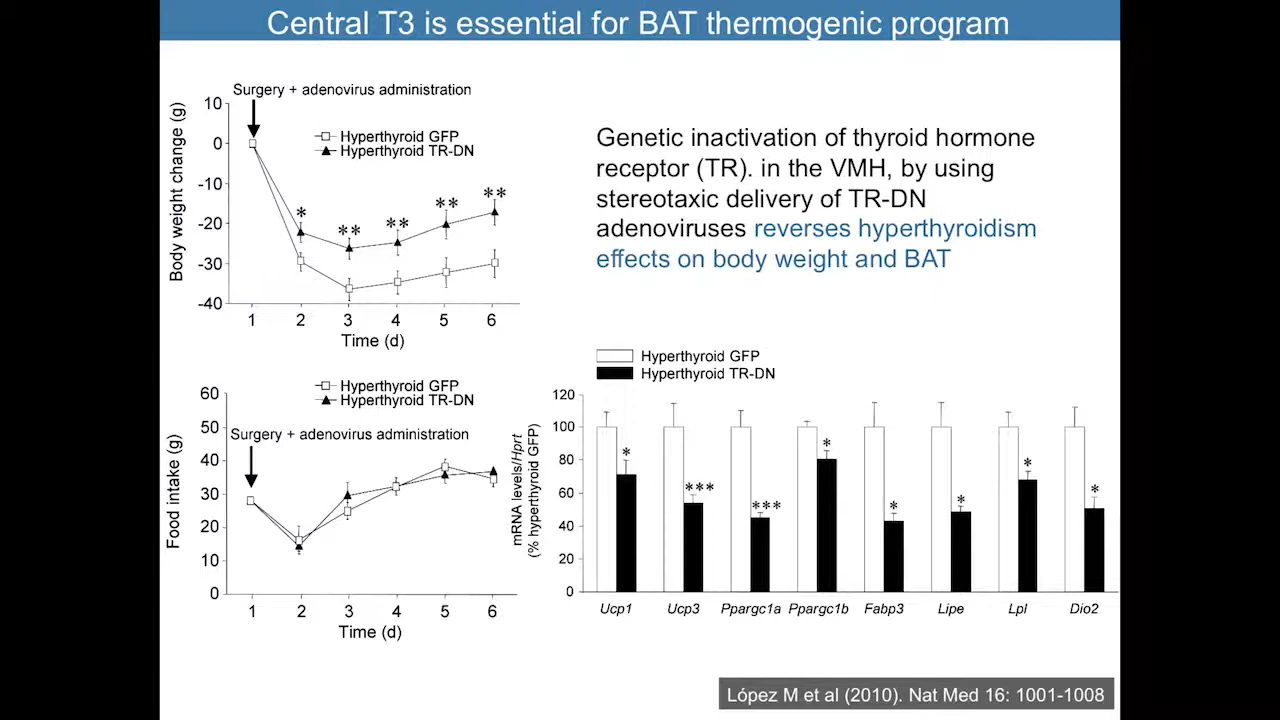 Central T3 is essential for BAT thermogenic program
Surgery + adenovirus administration
Body weight change (g)
10
0
-10
-20
-30
-40
Hyperthyroid GFP
Hyperthyroid TR-DN
*
**
**
**
**
1 2 3 4 5 6
Time (d)
Genetic inactivation of thyroid hormone
receptor (TR). in the VMH, by using
stereotaxic delivery of TR-DN
adenoviruses reverses hyperthyroidism
effects on body weight and BAT
Hyperthyroid GFP
Hyperthyroid TR-DN
Surgery + adenovirus administration
Food intake (g)
60
50
40
30
20
10
0
1 2 3 4 5 6
Time (d)
Hyperthyroid GFP
Hyperthyroid TR-DN
mRNA levels/Hprt
(% hyperthyroid GFP)
120
100
80
60
40
20
0
*
***
***
*
*
*
*
*
Ucp1 Ucp3 Ppargc1a Ppargc1b Fabp3 Lipe Lpl Dio2
López M et al (2010). Nat Med 16: 1001-1008